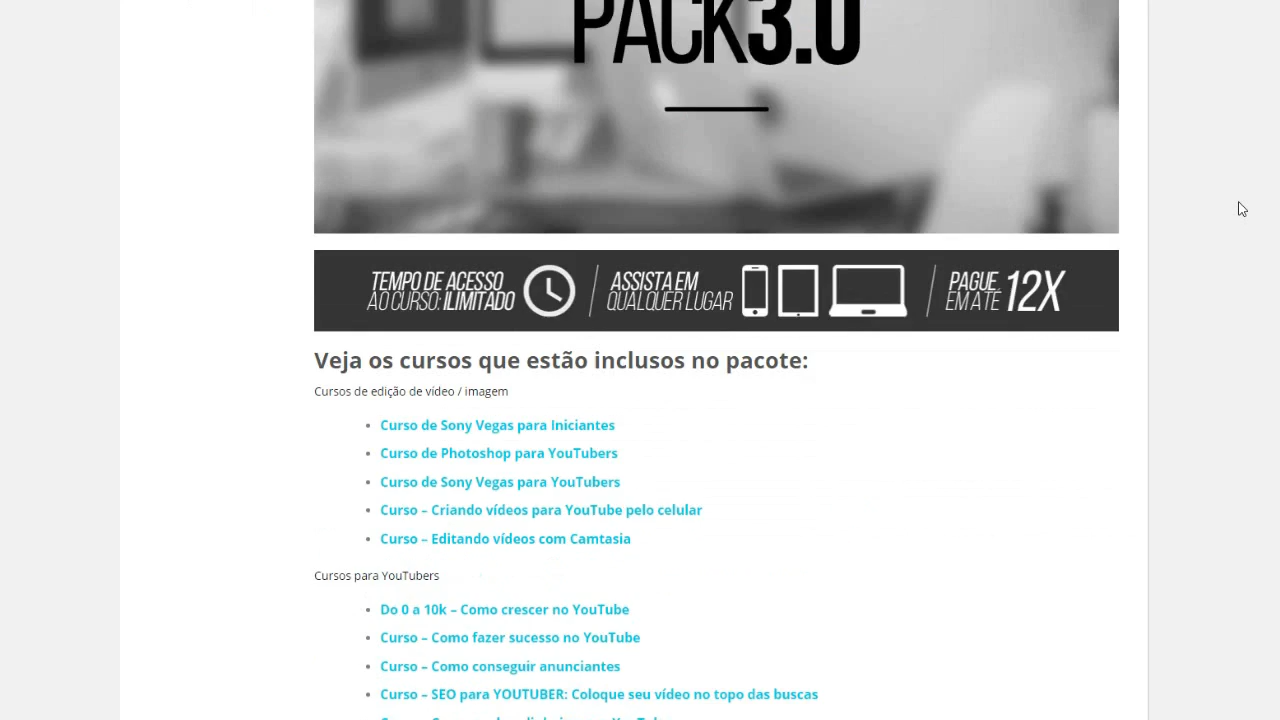 PACK3.0
TEMPO DE ACESSO
AO CURSO: ILIMITADO
ASSISTA EM
QUALQUER LUGAR
PAGUE
EM ATÉ 12X
Veja os cursos que estão inclusos no pacote:
Cursos de edição de vídeo / imagem
Curso de Sony Vegas para Iniciantes
Curso de Photoshop para YouTubers
Curso de Sony Vegas para YouTubers
Curso – Criando vídeos para YouTube pelo celular
Curso – Editando vídeos com Camtasia
Cursos para YouTubers
Do 0 a 10k – Como crescer no YouTube
Curso – Como fazer sucesso no YouTube
Curso – Como conseguir anunciantes
Curso – SEO para YOUTUBER: Coloque seu vídeo no topo das buscas